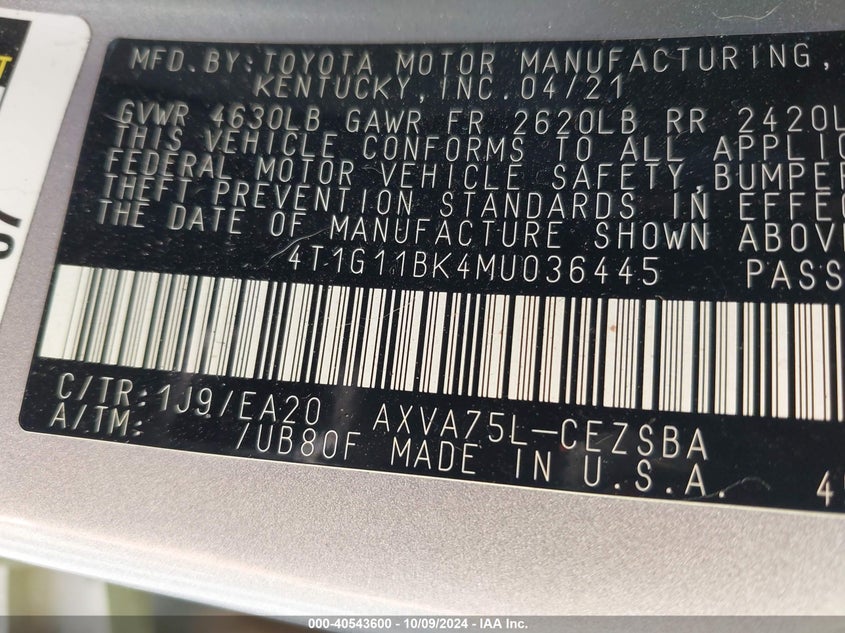 MFD. BY: TOYOTA MOTOR MANUFACTURING,
KENTUCKY, INC. 04/21
GVWR 4630LB GAWR FR 2620LB RR 2420L
THIS VEHICLE CONFORMS TO ALL APPLIC
FEDERAL MOTOR VEHICLE SAFETY, BUMPER
THEFT PREVENTION STANDARDS IN EFFEC
THE DATE OF MANUFACTURE SHOWN ABOVE
4T1G11BK4MU036445 PASS
C/TR: 1J9/EA20 AXVA75L-CEZSBA
A/TM: /UB80F MADE IN U.S.A.
000-40543600 - 10/09/2024 - IAA Inc.